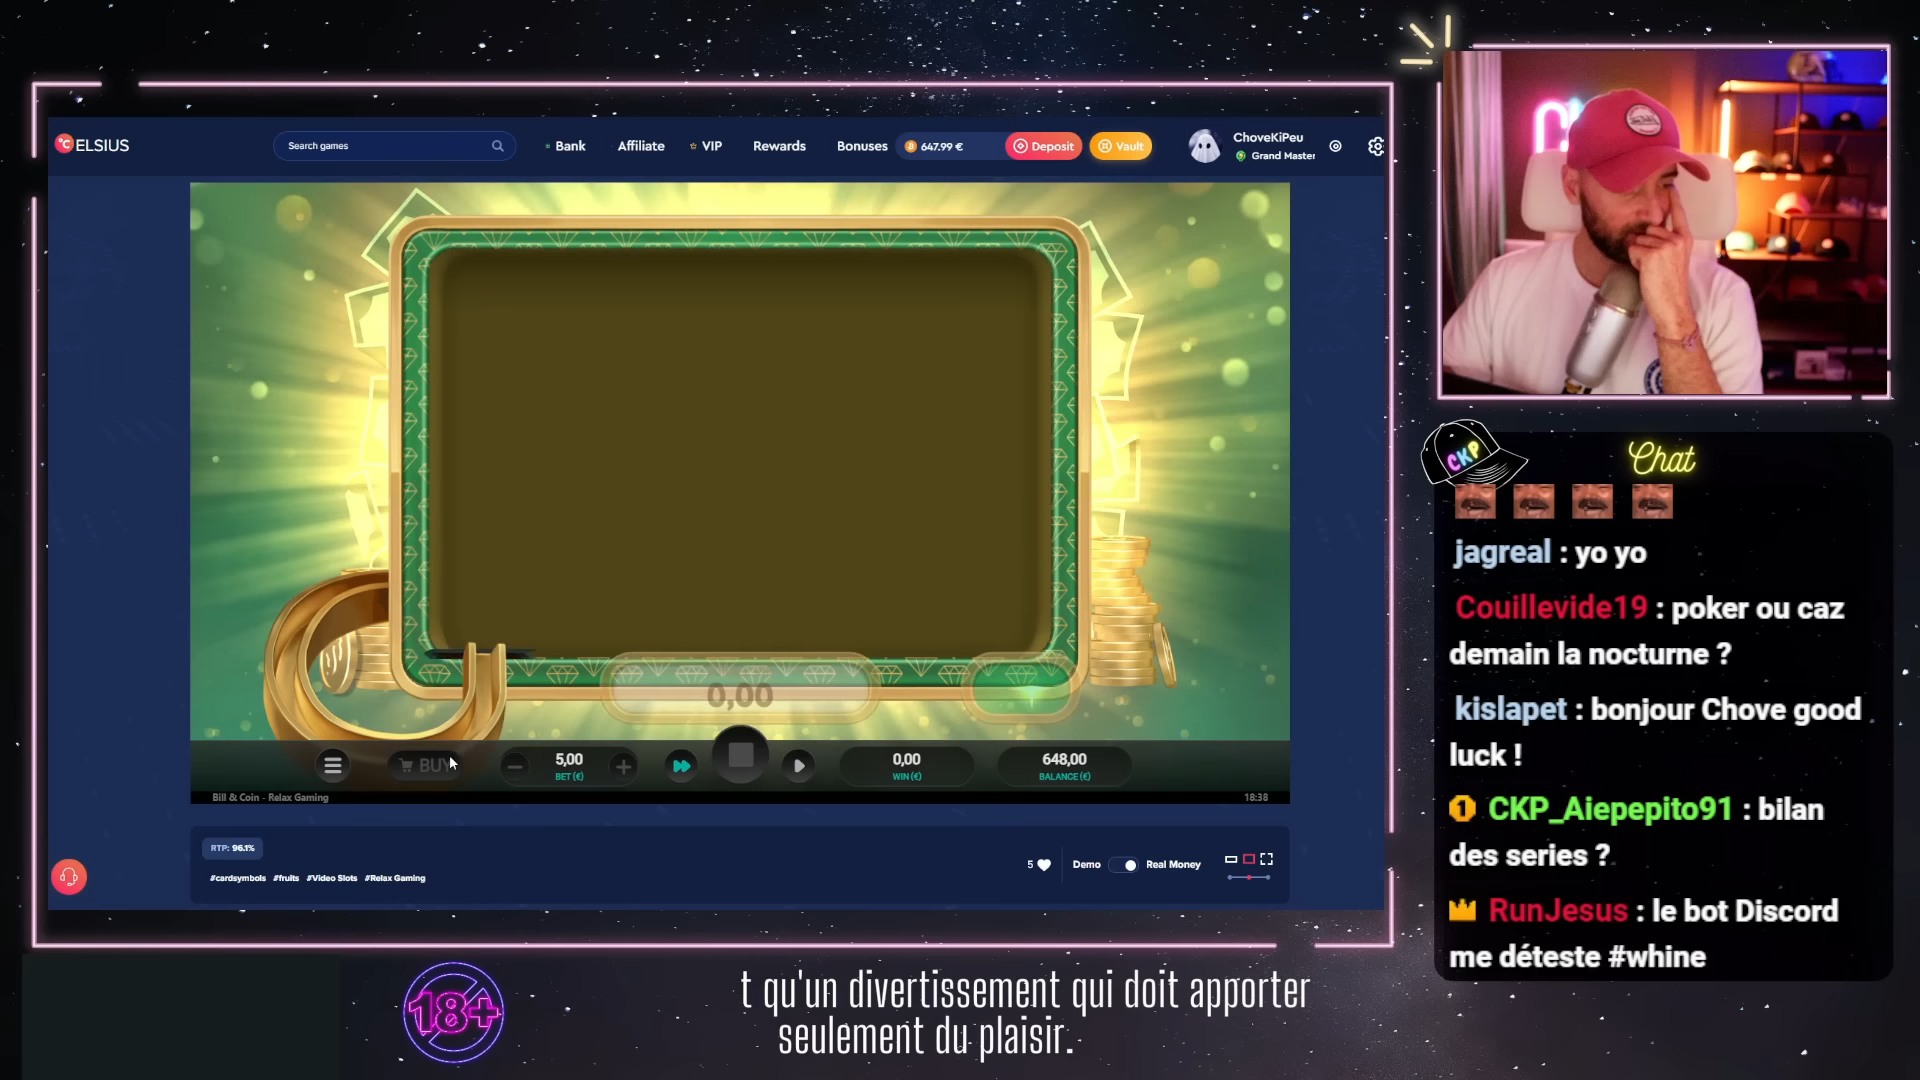 °C ELSIUS
Search games
Bank
Affiliate
VIP
Rewards
Bonuses
647.99 €
Deposit
Vault
ChoveKiPeu
Grand Master
0,00
BUY
5,00
BET (€)
0,00
WIN (€)
648,00
BALANCE (€)
Bill & Coin - Relax Gaming
18:38
RTP: 96.1%
#cardsymbols #fruits #Video Slots #Relax Gaming
5
Demo
Real Money
CKP
Chat
jagreal : yo yo
Couillevide19 : poker ou caz
demain la nocturne ?
kislapet : bonjour Chove good
luck !
1 CKP_Aiepepito91 : bilan
des series ?
RunJesus : le bot Discord
me déteste #whine
18+
t qu'un divertissement qui doit apporter
seulement du plaisir.